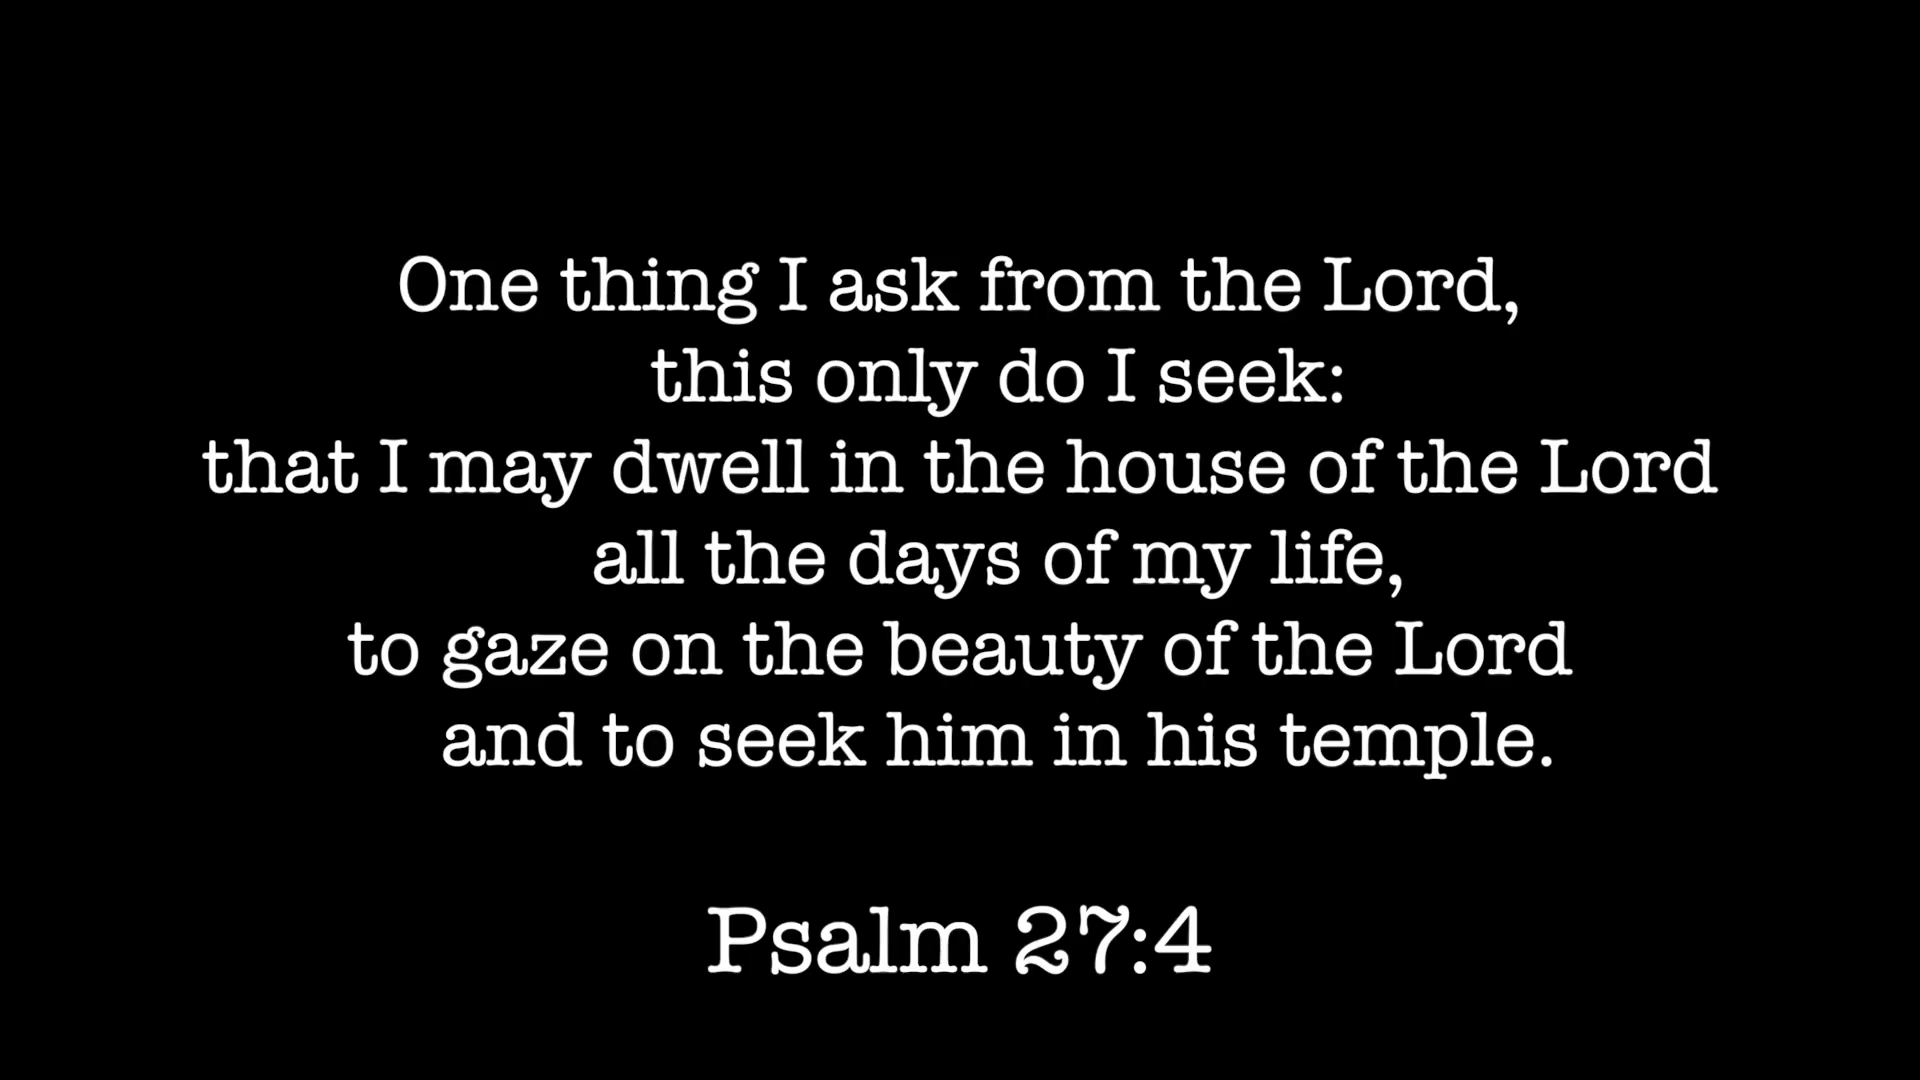 One thing I ask from the Lord,
this only do I seek:
that I may dwell in the house of the Lord
all the days of my life,
to gaze on the beauty of the Lord
and to seek him in his temple.
Psalm 27:4